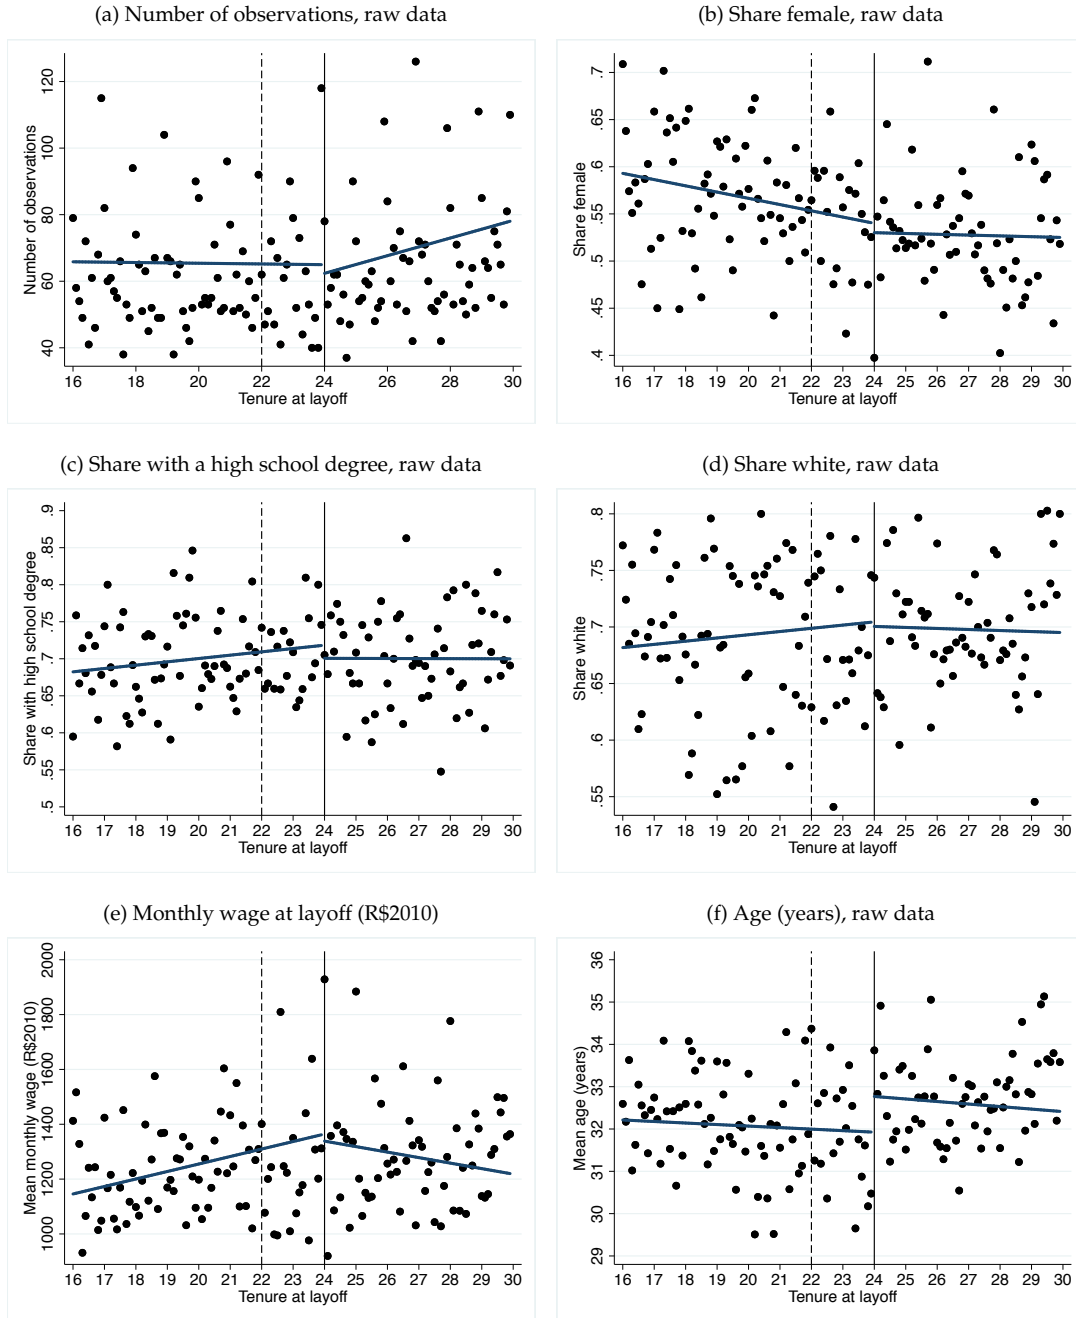 (a) Number of observations, raw data
Number of observations
40 60 80 100 120
16 17 18 19 20 21 22 23 24 25 26 27 28 29 30
Tenure at layoff
(b) Share female, raw data
Share female
.4 .45 .5 .55 .6 .65 .7
16 17 18 19 20 21 22 23 24 25 26 27 28 29 30
Tenure at layoff
(c) Share with a high school degree, raw data
Share with high school degree
.5 .55 .6 .65 .7 .75 .8 .85 .9
16 17 18 19 20 21 22 23 24 25 26 27 28 29 30
Tenure at layoff
(d) Share white, raw data
Share white
.55 .6 .65 .7 .75 .8
16 17 18 19 20 21 22 23 24 25 26 27 28 29 30
Tenure at layoff
(e) Monthly wage at layoff (R$2010)
Mean monthly wage (R$2010)
1000 1200 1400 1600 1800 2000
16 17 18 19 20 21 22 23 24 25 26 27 28 29 30
Tenure at layoff
(f) Age (years), raw data
Mean age (years)
29 30 31 32 33 34 35 36
16 17 18 19 20 21 22 23 24 25 26 27 28 29 30
Tenure at layoff